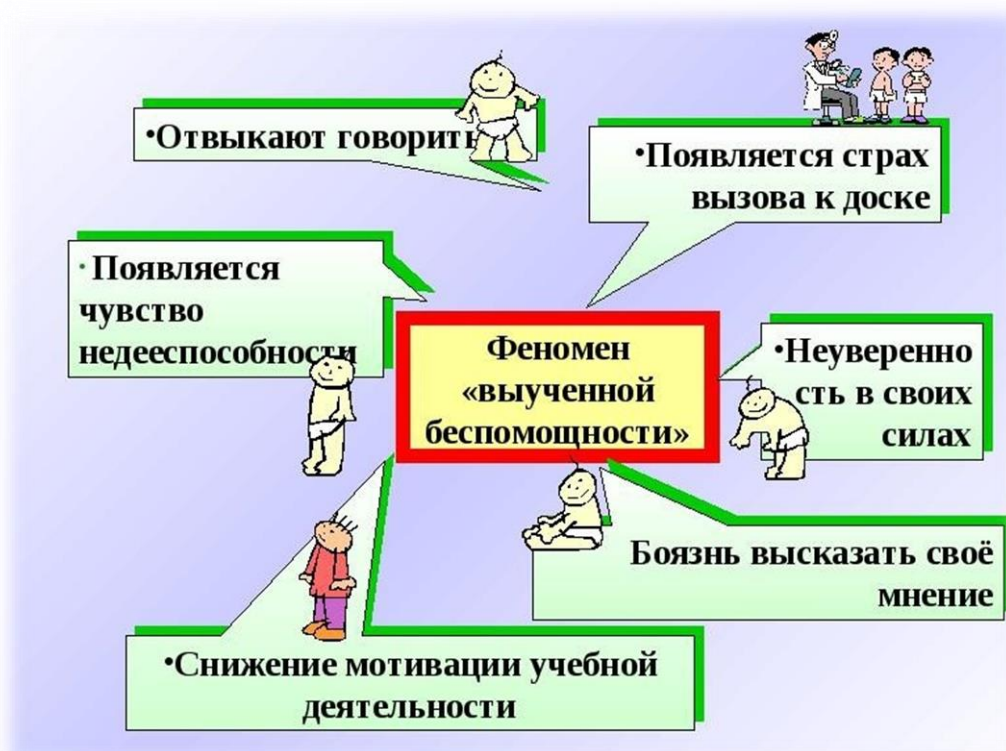 •Отвыкают говорить
•Появляется страх
вызова к доске
• Появляется
чувство
недееспособности
Феномен
«выученной
беспомощности»
•Неуверенно
сть в своих
силах
Боязнь высказать своё
мнение
•Снижение мотивации учебной
деятельности